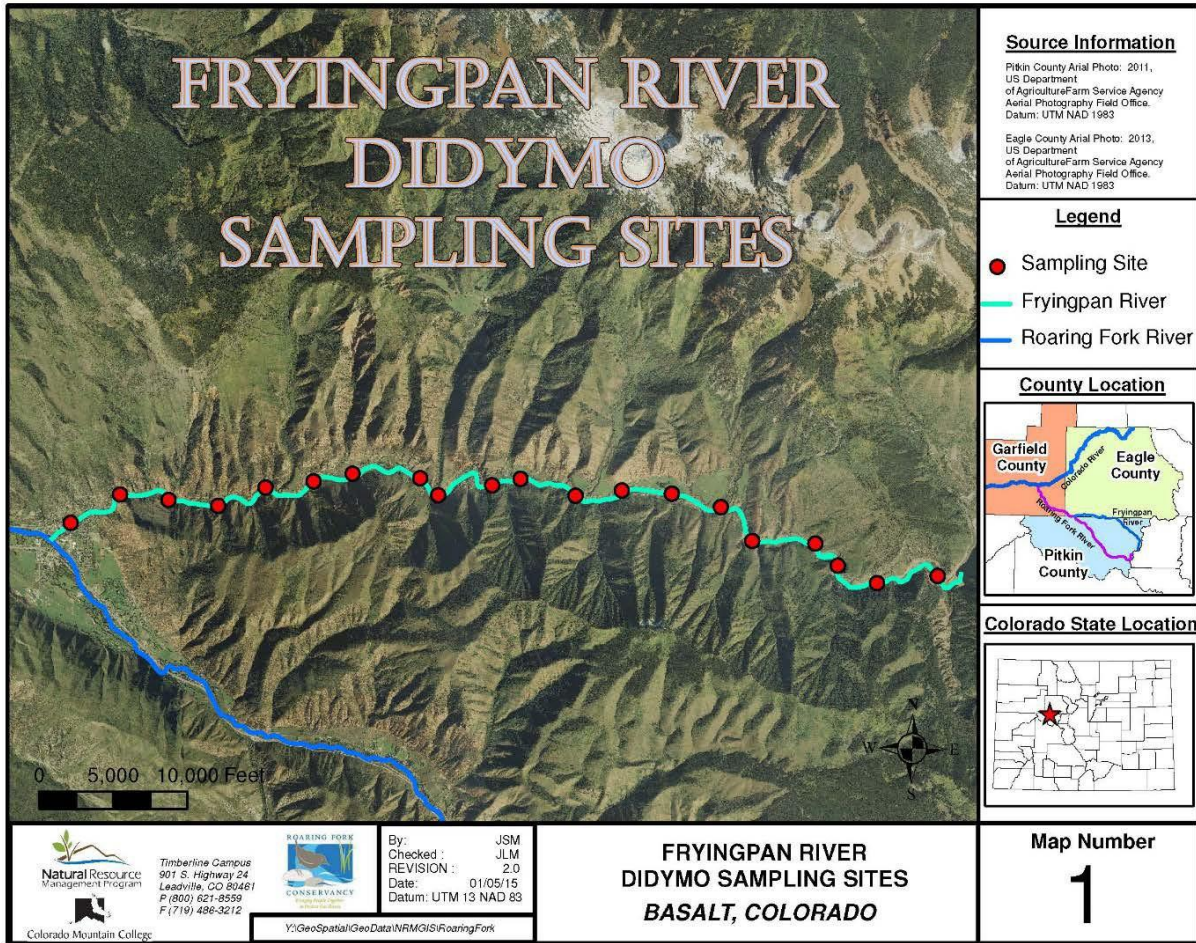 FRYINGPAN RIVER
DIDYMO
SAMPLING SITES
N
W
E
S
0 5,000 10,000 Feet
Source Information
Pitkin County Arial Photo: 2011,
US Department
of AgricultureFarm Service Agency
Aerial Photography Field Office.
Datum: UTM NAD 1983
Eagle County Arial Photo: 2013,
US Department
of AgricultureFarm Service Agency
Aerial Photography Field Office.
Datum: UTM NAD 1983
Legend
Sampling Site
Fryingpan River
Roaring Fork River
County Location
Garfield
County
Eagle
County
Colorado River
Roaring Fork River
Fryingpan
River
Pitkin
County
Colorado State Location
Natural Resource
Management Program
Colorado Mountain College
Timberline Campus
901 S. Highway 24
Leadville, CO 80461
P (800) 621-8559
F (719) 486-3212
ROARING FORK
CONSERVANCY
By: JSM
Checked : JLM
REVISION : 2.0
Date: 01/05/15
Datum: UTM 13 NAD 83
Y:\GeoSpatial\GeoData\NRMGIS\RoaringFork
FRYINGPAN RIVER
DIDYMO SAMPLING SITES
BASALT, COLORADO
Map Number
1